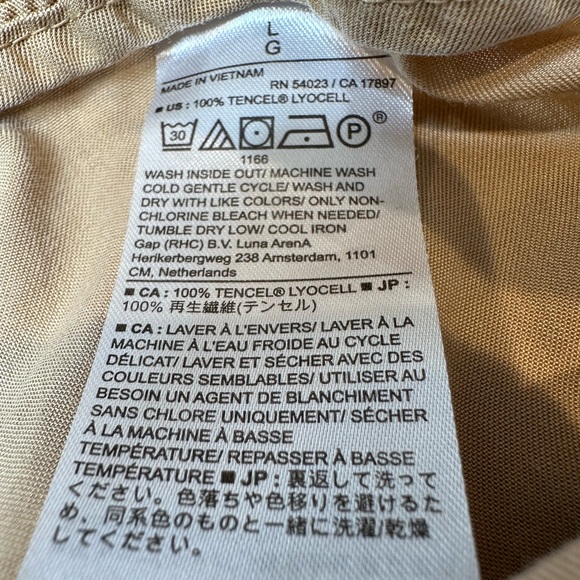 L
G
MADE IN VIETNAM RN 54023 / CA 17897
■ US : 100% TENCEL® LYOCELL
30 P ®
1166
WASH INSIDE OUT/ MACHINE WASH
COLD GENTLE CYCLE/ WASH AND
DRY WITH LIKE COLORS/ ONLY NON-
CHLORINE BLEACH WHEN NEEDED/
TUMBLE DRY LOW/ COOL IRON
Gap (RHC) B.V. Luna ArenA
Herikerbergweg 238 Amsterdam, 1101
CM, Netherlands
■ CA : 100% TENCEL® LYOCELL ■ JP :
100% 再生繊維(テンセル)
■ CA : LAVER À L'ENVERS/ LAVER À LA
MACHINE À L'EAU FROIDE AU CYCLE
DÉLICAT/ LAVER ET SÉCHER AVEC DES
COULEURS SEMBLABLES/ UTILISER AU
BESOIN UN AGENT DE BLANCHIMENT
SANS CHLORE UNIQUEMENT/ SÉCHER
À LA MACHINE À BASSE
TEMPÉRATURE/ REPASSER À BASSE
TEMPÉRATURE ■ JP : 裏返して洗って
ください。色落ちや色移りを避けるた
め、同系色のものと一緒に洗濯/乾燥
してください。